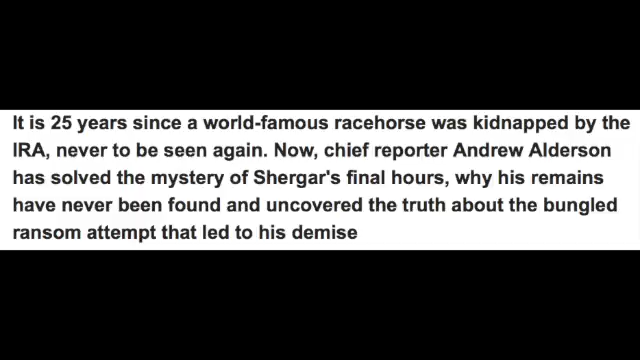 It is 25 years since a world-famous racehorse was kidnapped by the
IRA, never to be seen again. Now, chief reporter Andrew Alderson
has solved the mystery of Shergar's final hours, why his remains
have never been found and uncovered the truth about the bungled
ransom attempt that led to his demise